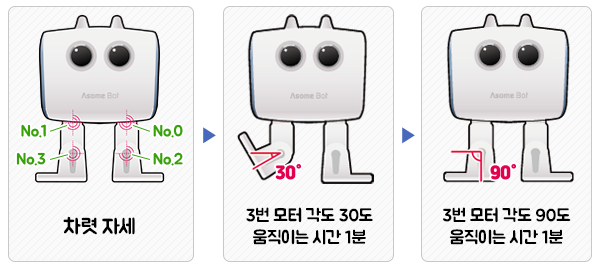 Asome Bot
No.1
No.0
No.3
No.2
차렷 자세
Asome Bot
30°
3번 모터 각도 30도
움직이는 시간 1분
Asome Bot
90°
3번 모터 각도 90도
움직이는 시간 1분